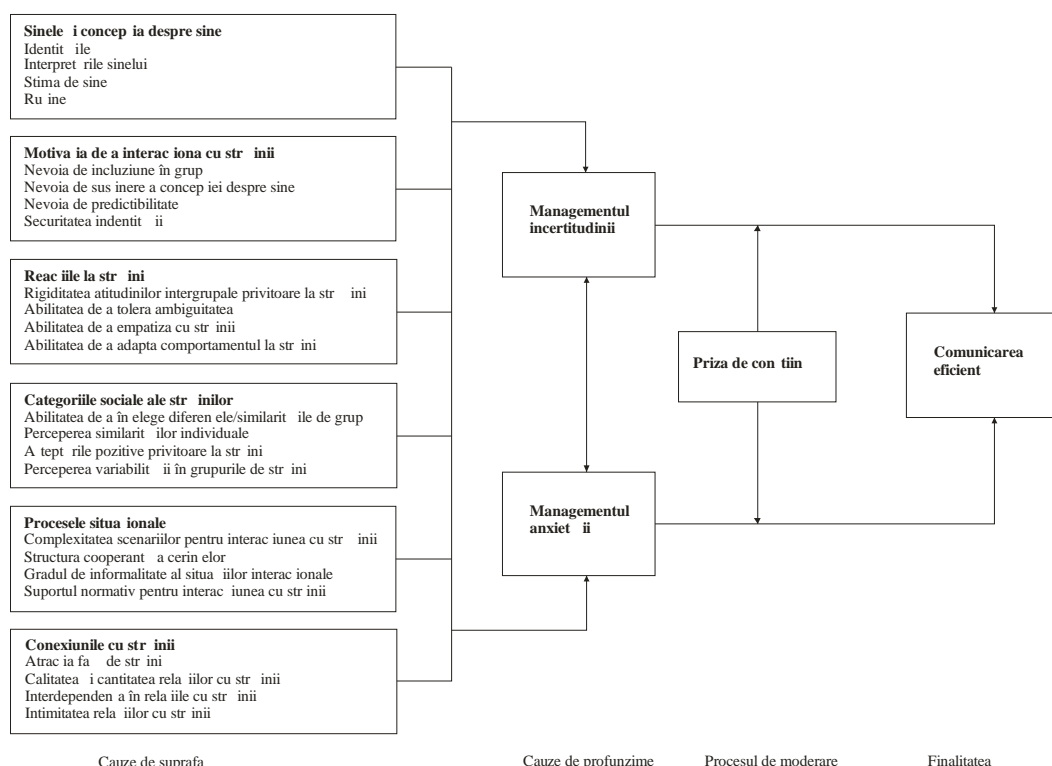 Sinele i concep ia despre sine
Identit ile
Interpret rile sinelui
Stima de sine
Ru ine
Motiva ia de a interac iona cu str inii
Nevoia de incluziune în grup
Nevoia de sus inere a concep iei despre sine
Nevoia de predictibilitate
Securitatea indentit ii
Reac iile la str ini
Rigiditatea atitudinilor intergrupale privitoare la str ini
Abilitatea de a tolera ambiguitatea
Abilitatea de a empatiza cu str inii
Abilitatea de a adapta comportamentul la str ini
Categoriile sociale ale str inilor
Abilitatea de a în elege diferen ele/similarit ile de grup
Perceperea similarit ilor individuale
A tept rile pozitive privitoare la str ini
Perceperea variabilit ii în grupurile de str ini
Procesele situa ionale
Complexitatea scenariilor pentru interac iunea cu str inii
Structura cooperant a cerin elor
Gradul de informalitate al situa iilor interac ionale
Suportul normativ pentru interac iunea cu str inii
Conexiunile cu str inii
Atrac ia fa de str ini
Calitatea i cantitatea rela iilor cu str inii
Interdependen a în rela iile cu str inii
Intimitatea rela iilor cu str inii
Managementul
incertitudinii
Managementul
anxiet ii
Priza de con tiin
Comunicarea
eficient
Cauze de suprafa
Cauze de profunzime
Procesul de moderare
Finalitatea